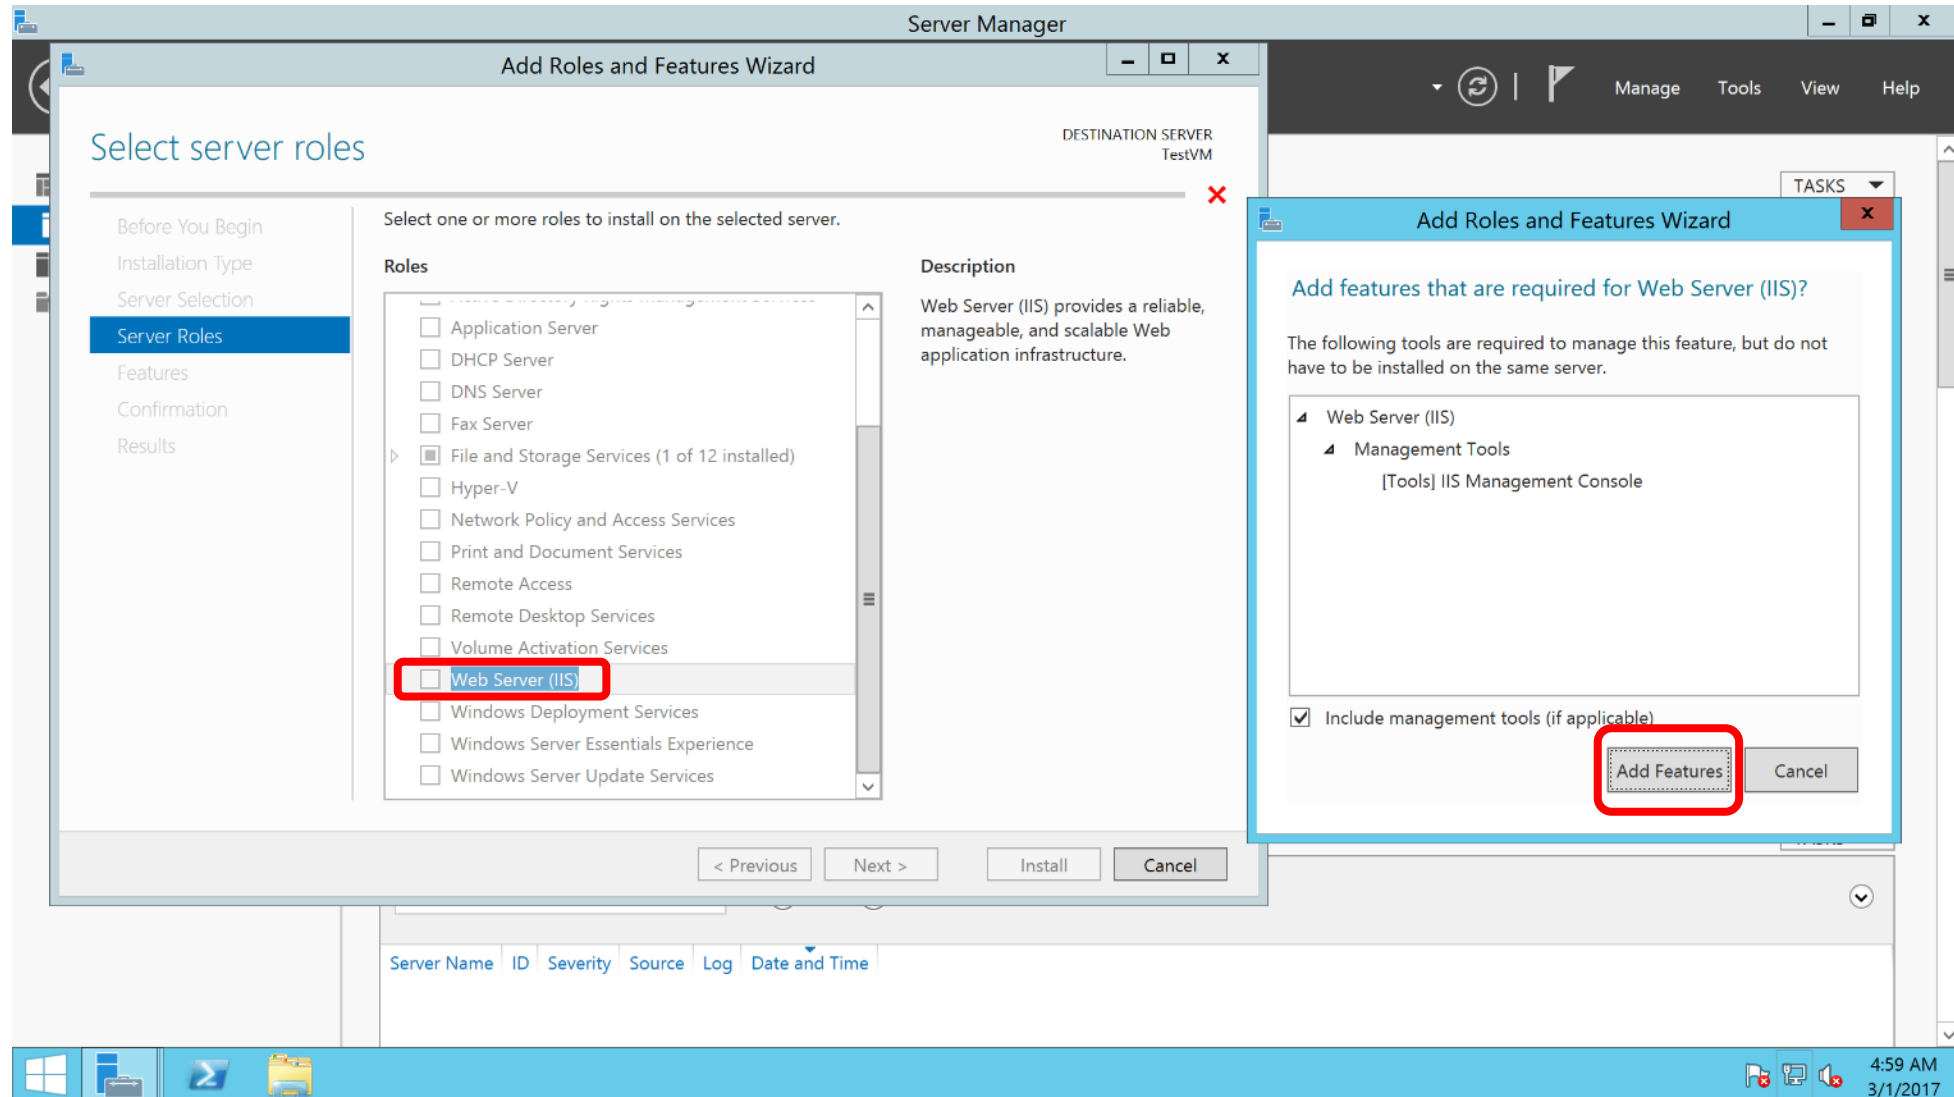 Server Manager
Manage Tools View Help
TASKS
Add Roles and Features Wizard
Select server roles
DESTINATION SERVER
TestVM
Before You Begin
Installation Type
Server Selection
Server Roles
Features
Confirmation
Results
Select one or more roles to install on the selected server.
Roles
Active Directory Rights Management Services
Application Server
DHCP Server
DNS Server
Fax Server
File and Storage Services (1 of 12 installed)
Hyper-V
Network Policy and Access Services
Print and Document Services
Remote Access
Remote Desktop Services
Volume Activation Services
Web Server (IIS)
Windows Deployment Services
Windows Server Essentials Experience
Windows Server Update Services
Description
Web Server (IIS) provides a reliable,
manageable, and scalable Web
application infrastructure.
< Previous
Next >
Install
Cancel
Add Roles and Features Wizard
Add features that are required for Web Server (IIS)?
The following tools are required to manage this feature, but do not
have to be installed on the same server.
Web Server (IIS)
Management Tools
[Tools] IIS Management Console
Include management tools (if applicable)
Add Features
Cancel
Server Name ID Severity Source Log Date and Time
4:59 AM
3/1/2017